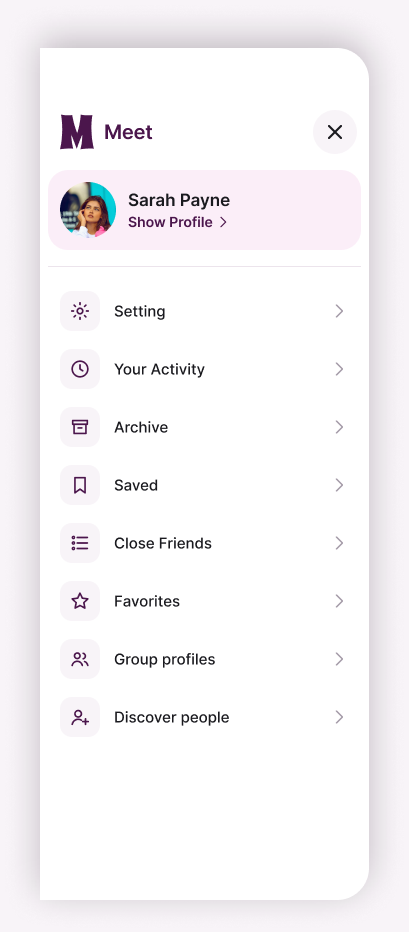 M Meet
Sarah Payne
Show Profile
Setting
Your Activity
Archive
Saved
Close Friends
Favorites
Group profiles
Discover people